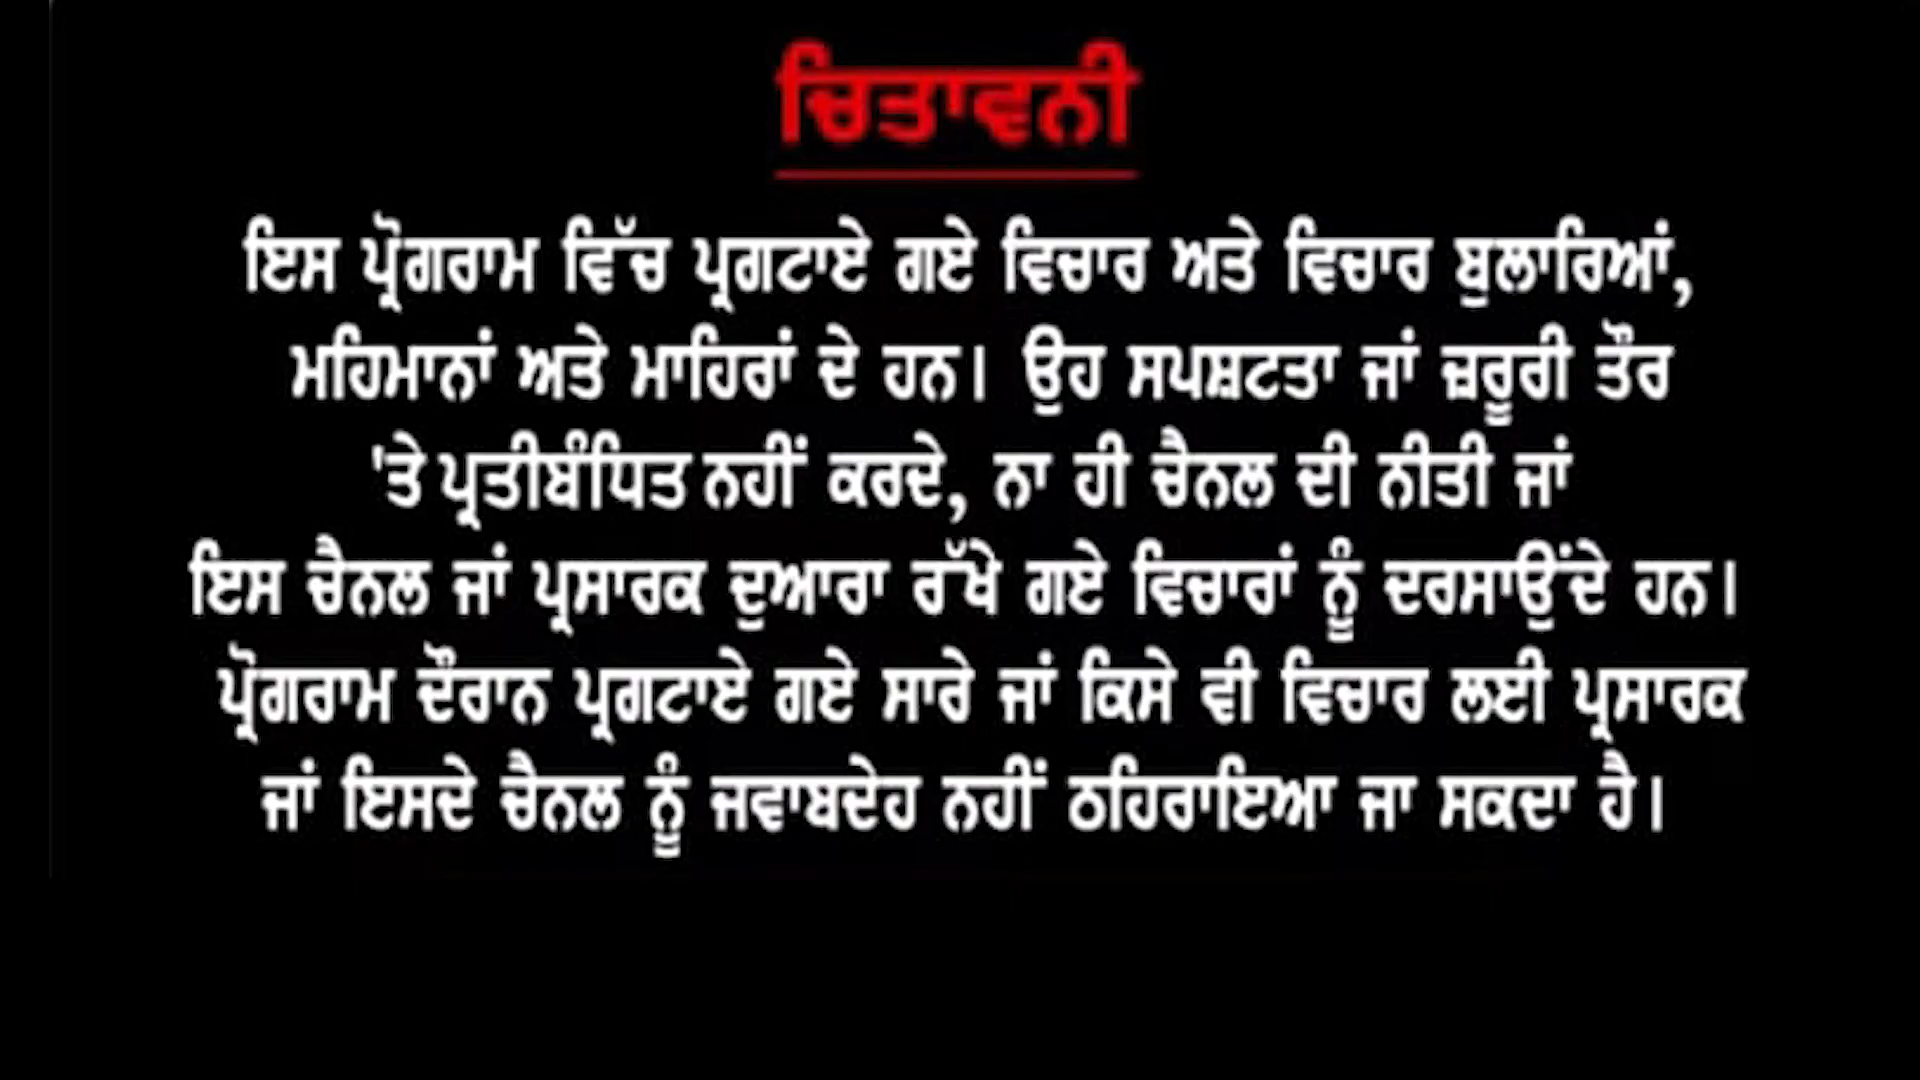 ਚਿਤਾਵਨੀ
ਇਸ ਪ੍ਰੋਗਰਾਮ ਵਿੱਚ ਪ੍ਰਗਟਾਏ ਗਏ ਵਿਚਾਰ ਅਤੇ ਵਿਚਾਰ ਬੁਲਾਰਿਆਂ,
ਮਹਿਮਾਨਾਂ ਅਤੇ ਮਾਹਿਰਾਂ ਦੇ ਹਨ। ਉਹ ਸਪਸ਼ਟਤਾ ਜਾਂ ਜ਼ਰੂਰੀ ਤੌਰ
'ਤੇ ਪ੍ਰਤੀਬੰਧਿਤ ਨਹੀਂ ਕਰਦੇ, ਨਾ ਹੀ ਚੈਨਲ ਦੀ ਨੀਤੀ ਜਾਂ
ਇਸ ਚੈਨਲ ਜਾਂ ਪ੍ਰਸਾਰਕ ਦੁਆਰਾ ਰੱਖੇ ਗਏ ਵਿਚਾਰਾਂ ਨੂੰ ਦਰਸਾਉਂਦੇ ਹਨ।
ਪ੍ਰੋਗਰਾਮ ਦੌਰਾਨ ਪ੍ਰਗਟਾਏ ਗਏ ਸਾਰੇ ਜਾਂ ਕਿਸੇ ਵੀ ਵਿਚਾਰ ਲਈ ਪ੍ਰਸਾਰਕ
ਜਾਂ ਇਸਦੇ ਚੈਨਲ ਨੂੰ ਜਵਾਬਦੇਹ ਨਹੀਂ ਠਹਿਰਾਇਆ ਜਾ ਸਕਦਾ ਹੈ।